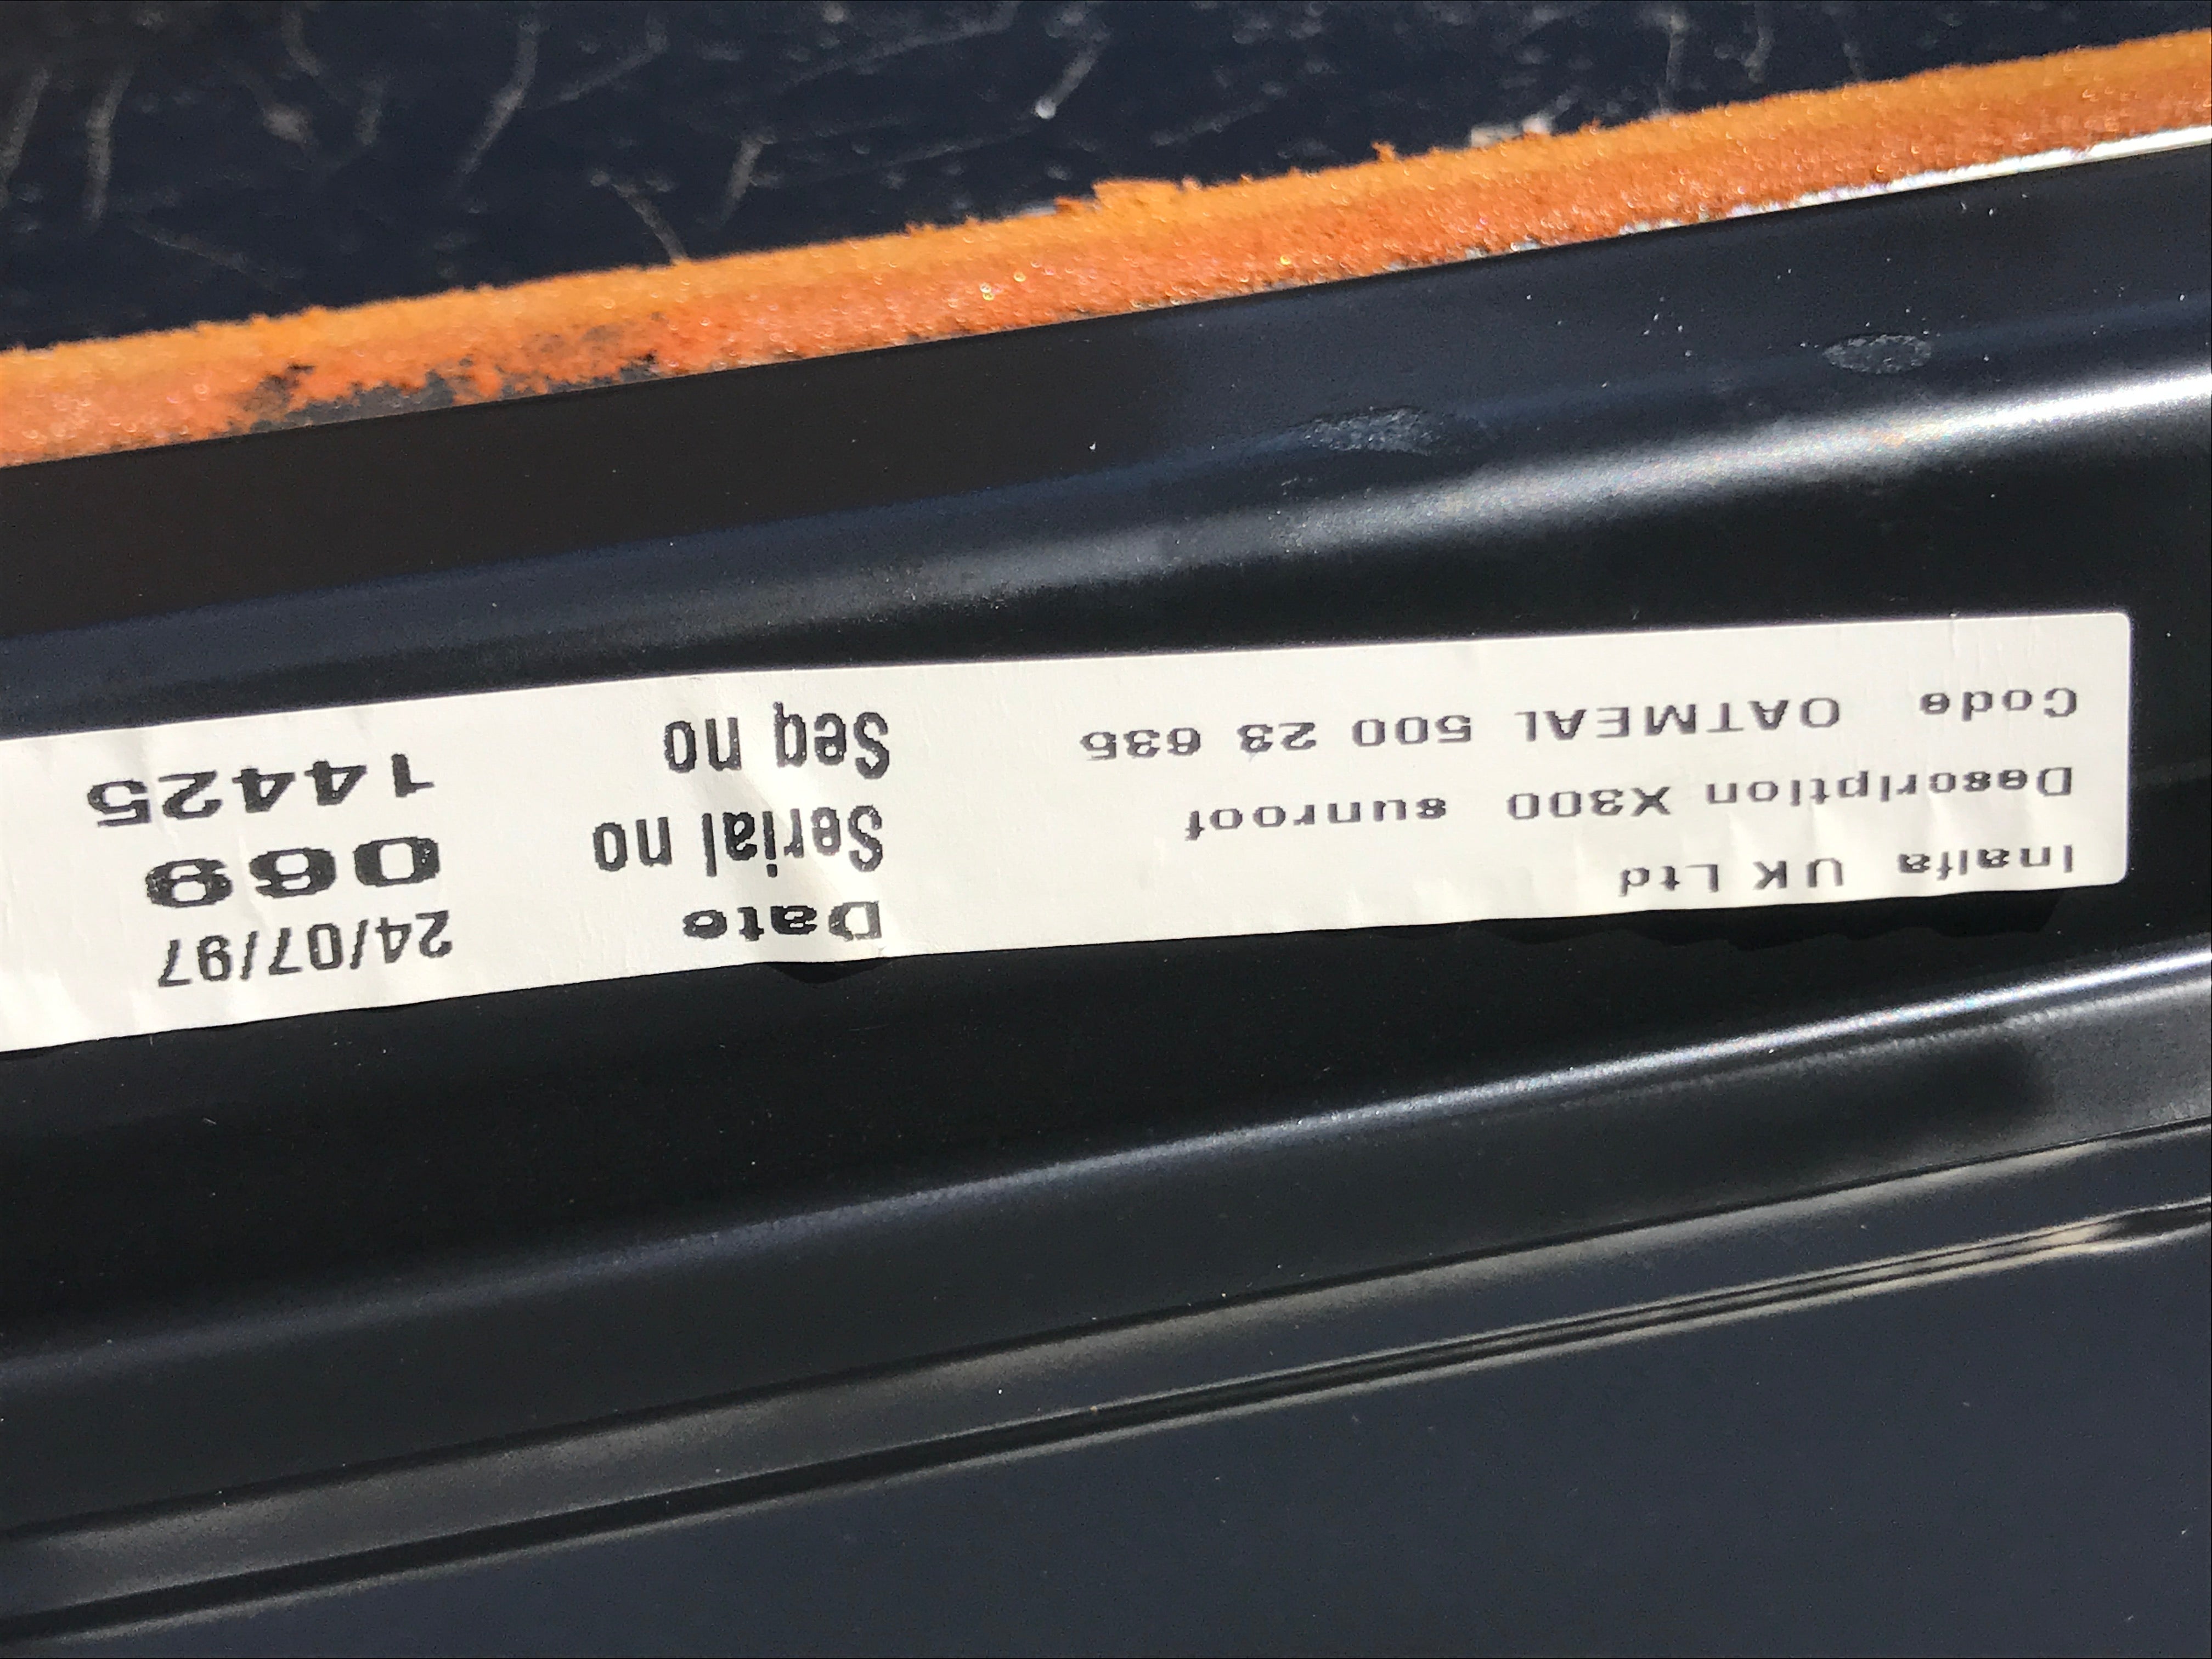 Inalfa UK Ltd
Description X300 sunroof
Code OATMEAL 500 23 635
Date 24/07/97
Serial no 069
Seq no 14425